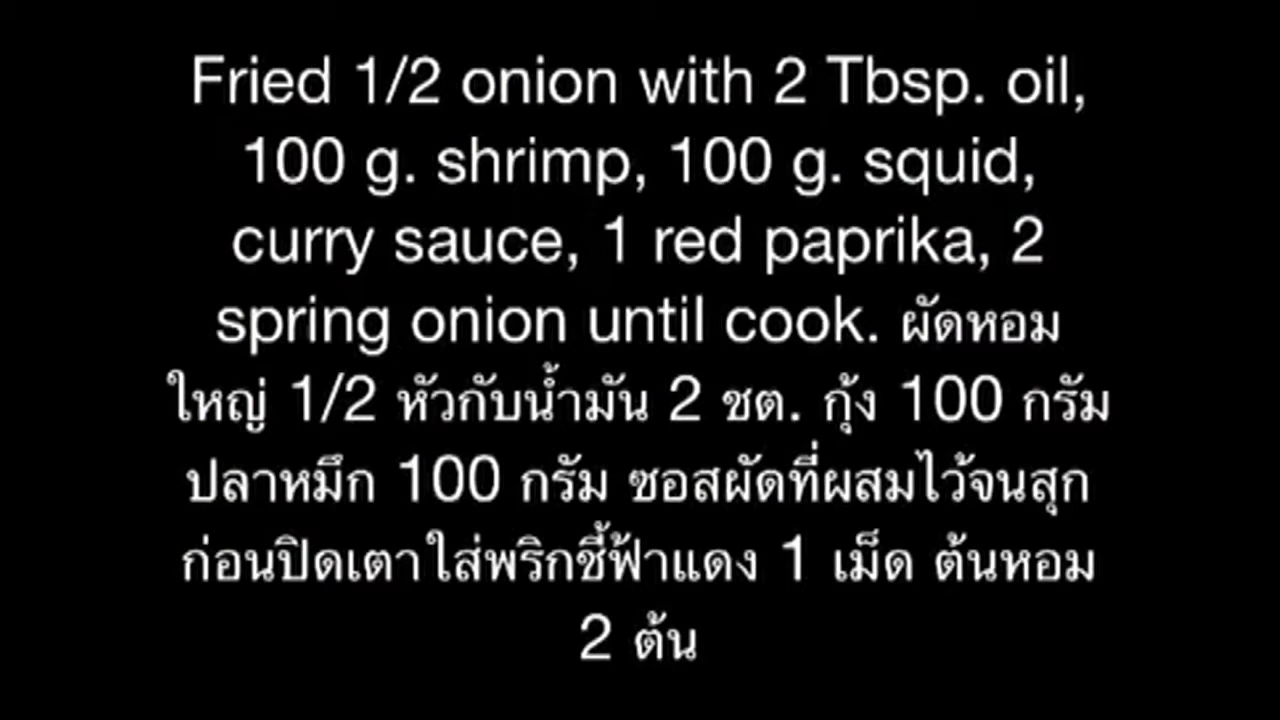 Fried 1/2 onion with 2 Tbsp. oil,
100 g. shrimp, 100 g. squid,
curry sauce, 1 red paprika, 2
spring onion until cook. ผัดหอม
ใหญ่ 1/2 หัวกับน้ำมัน 2 ชต. กุ้ง 100 กรัม
ปลาหมึก 100 กรัม ซอสผัดที่ผสมไว้จนสุก
ก่อนปิดเตาใส่พริกชี้ฟ้าแดง 1 เม็ด ต้นหอม
2 ต้น